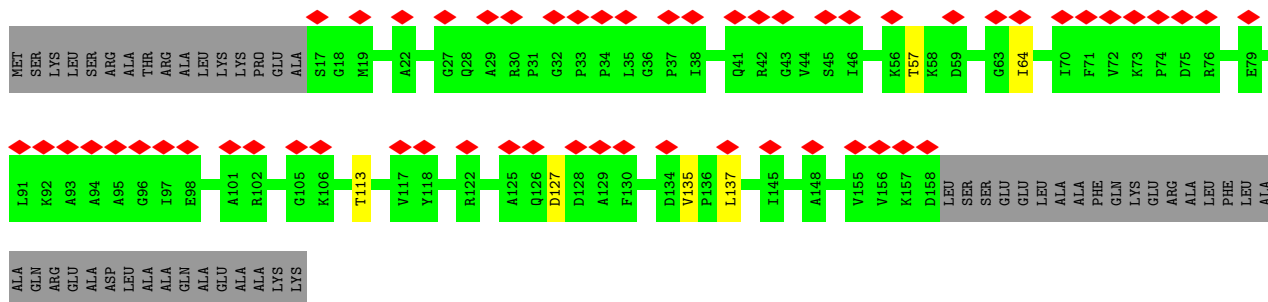 MET SER LYS LEU SER ARG ALA THR ARG ALA LEU LYS LYS PRO GLU ALA S17 G18 M19 A22 G27 Q28 A29 R30 P31 G32 P33 P34 L35 G36 P37 I38 Q41 R42 G43 V44 S45 I46 K56 T57 K58 D59 G63 I64 I70 F71 V72 K73 P74 D75 R76 E79
L91 K92 A93 A94 A95 G96 I97 E98 A101 R102 G105 K106 T113 V117 Y118 R122 A125 Q126 D127 D128 A129 F130 D134 V135 P136 L137 I145 A148 V155 V156 K157 D158 LEU SER SER GLU GLU LEU ALA ALA PHE GLN LYS GLU ARG ALA LEU PHE LEU ALA
ALA GLN ARG GLU ALA ASP LEU ALA ALA GLN ALA GLU ALA ALA LYS LYS